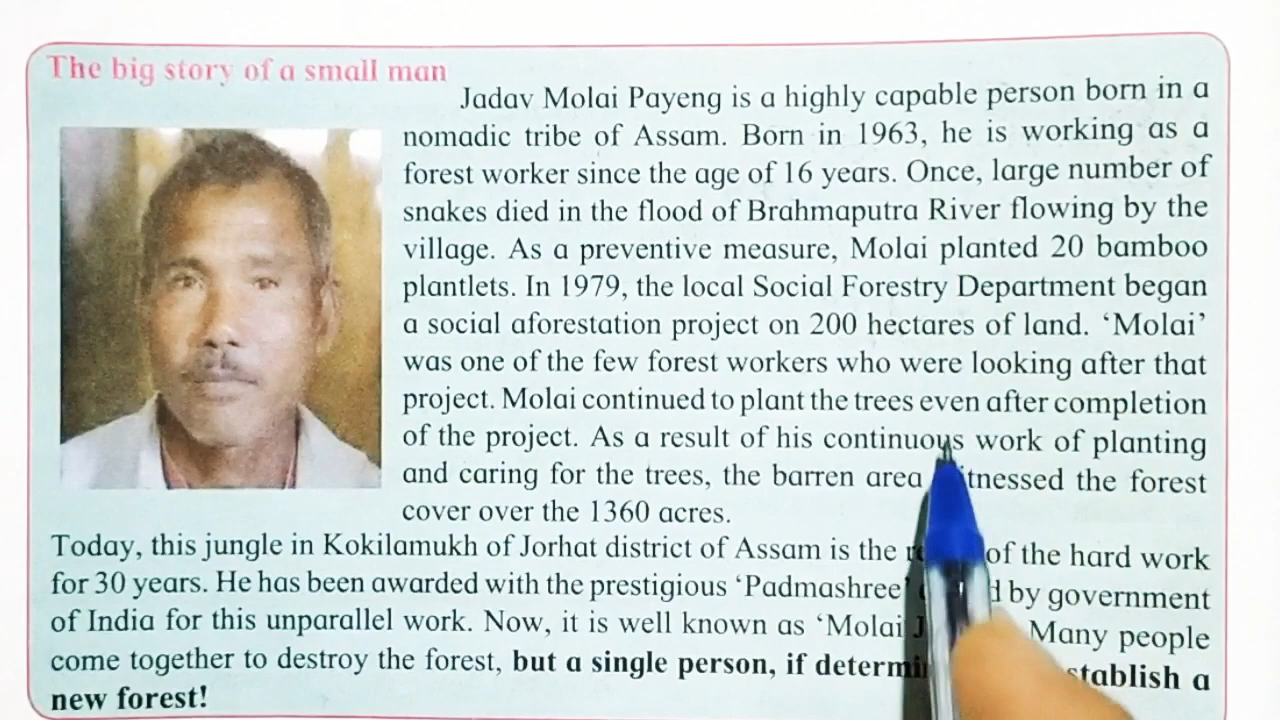 The big story of a small man
Jadav Molai Payeng is a highly capable person born in a
nomadic tribe of Assam. Born in 1963, he is working as a
forest worker since the age of 16 years. Once, large number of
snakes died in the flood of Brahmaputra River flowing by the
village. As a preventive measure, Molai planted 20 bamboo
plantlets. In 1979, the local Social Forestry Department began
a social aforestation project on 200 hectares of land. ‘Molai’
was one of the few forest workers who were looking after that
project. Molai continued to plant the trees even after completion
of the project. As a result of his continuous work of planting
and caring for the trees, the barren area the forest
cover over the 1360 acres.
Today, this jungle in Kokilamukh of Jorhat district of Assam is the of the hard work
for 30 years. He has been awarded with the prestigious ‘Padmashree’ by government
of India for this unparallel work. Now, it is well known as ‘Molai Many people
come together to destroy the forest, but a single person, if a
new forest!